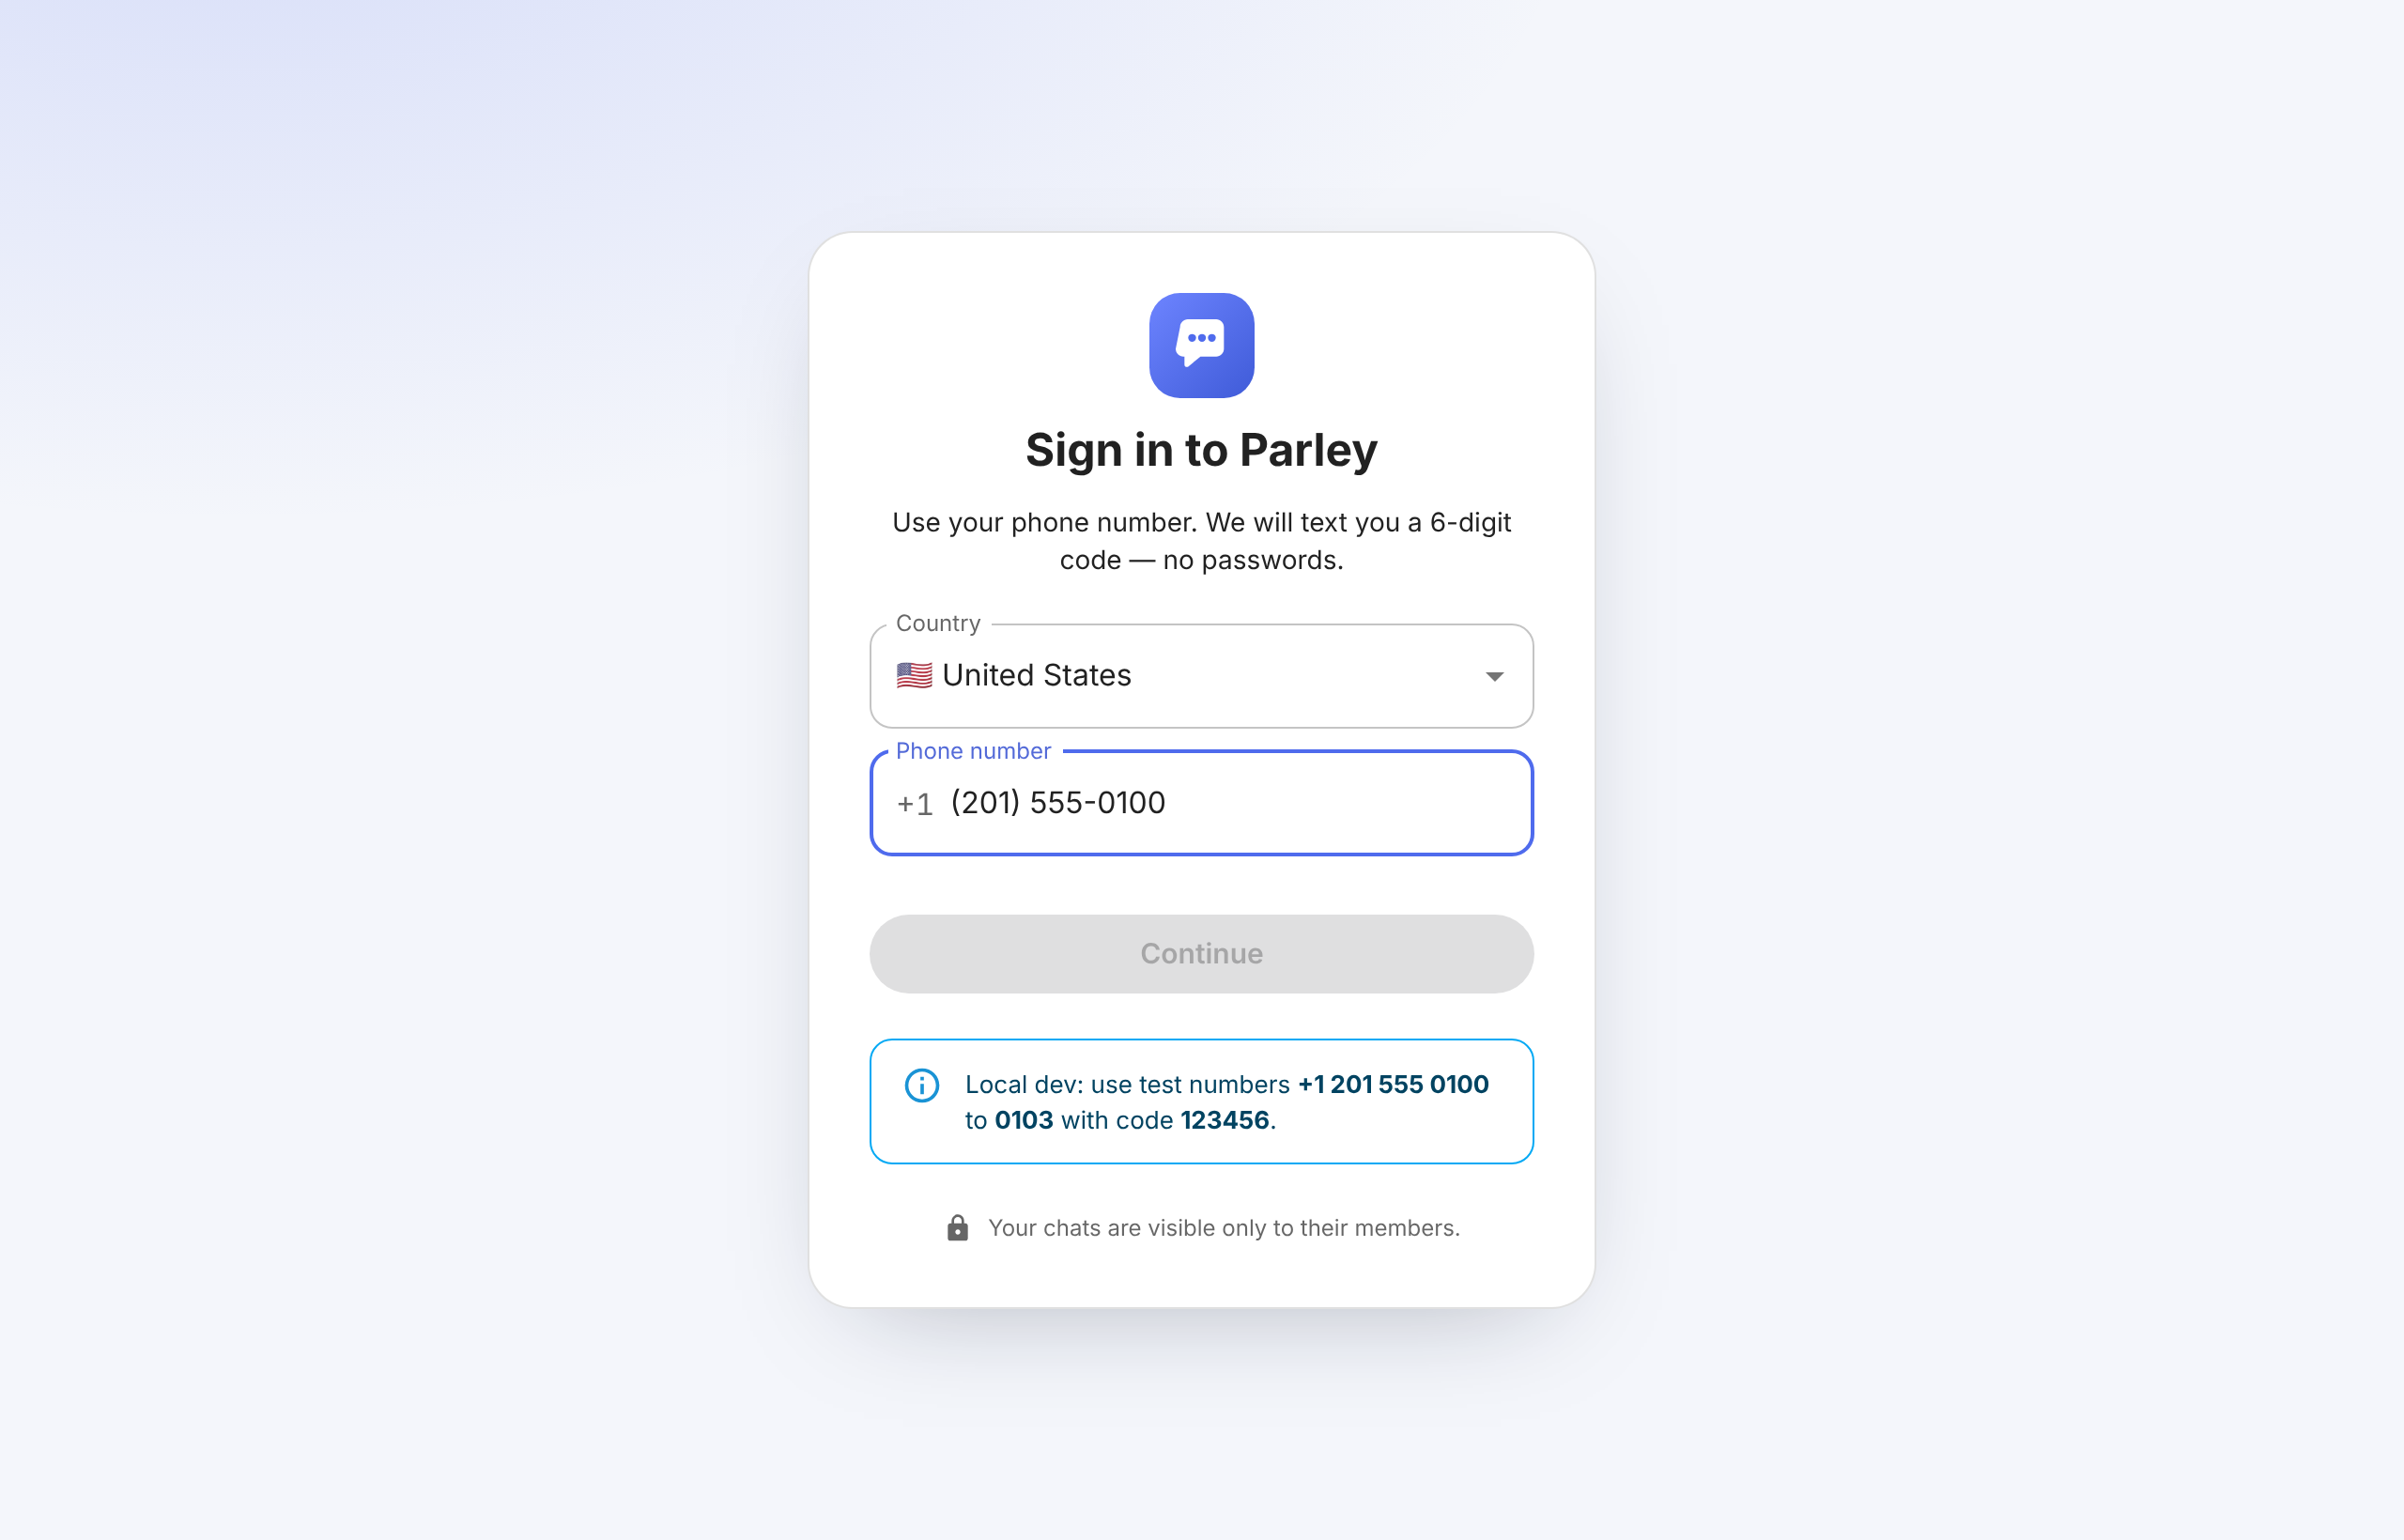 Sign in to Parley
Use your phone number. We will text you a 6-digit
code — no passwords.
Country
🇺🇸 United States
Phone number
+1 (201) 555-0100
Continue
Local dev: use test numbers +1 201 555 0100
to 0103 with code 123456.
Your chats are visible only to their members.